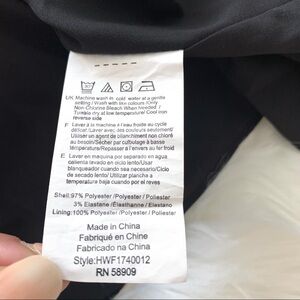 UK Machine wash in cold water at a gentle
setting / Wash with like colours /Only
Non-Chlorine Bleach When Needed /
Tumble dry at low temperature/ Cool iron
reverse side
F Laver à la machine à l'eau froide au cycle
délicat/Laver avec des couleurs seulement/
Utiliser un agent de blanchiment non chloré
au besoin/Sécher par culbutage à basse
température/Repasser à l'envers au fer froid
E Lavar en maquina por separado en agua
calienta lavado en ciclo lento/Usar
blanqueador cuando sea necesario/Ciclo
de secado lento/ Utilizar plancha de
temperatura baja cuando por el reves
Shell:97% Polyester/Polyester / Poliester
3% Elastane /Élasthanne / Elastano
Lining:100% Polyester/Polyester/Poliester
Made in China
Fabriqué en Chine
Fabricado na China
Style:HWF1740012
RN 58909